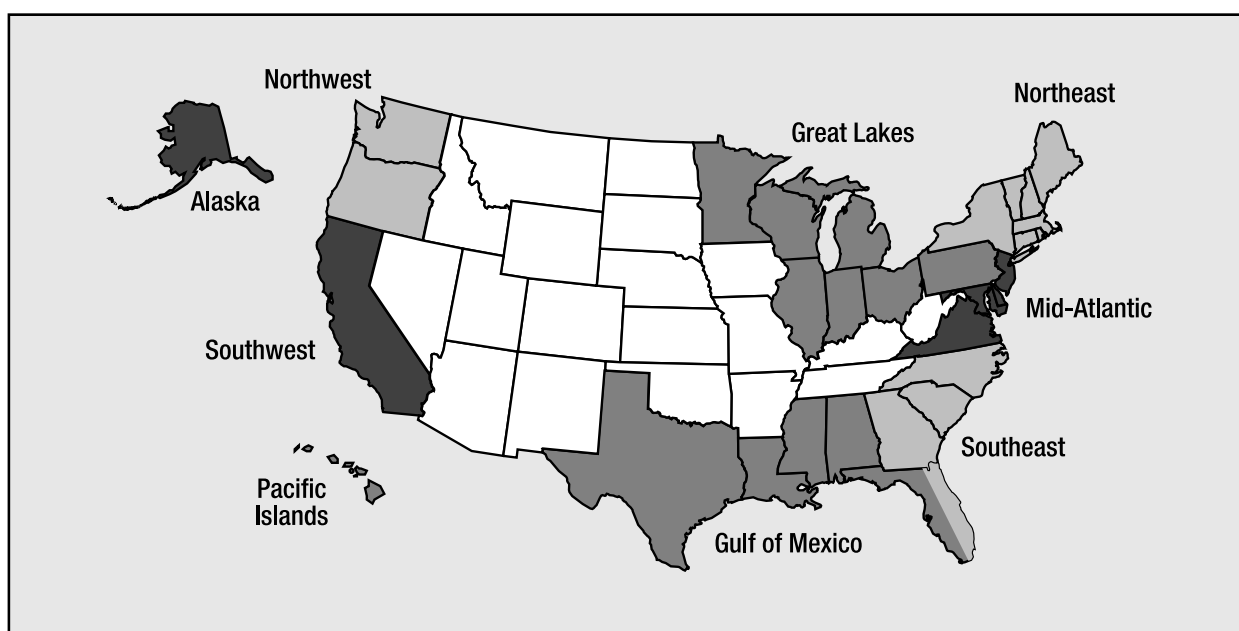 Northwest
Northeast
Great Lakes
Alaska
Mid-Atlantic
Southwest
Southeast
Pacific
Islands
Gulf of Mexico